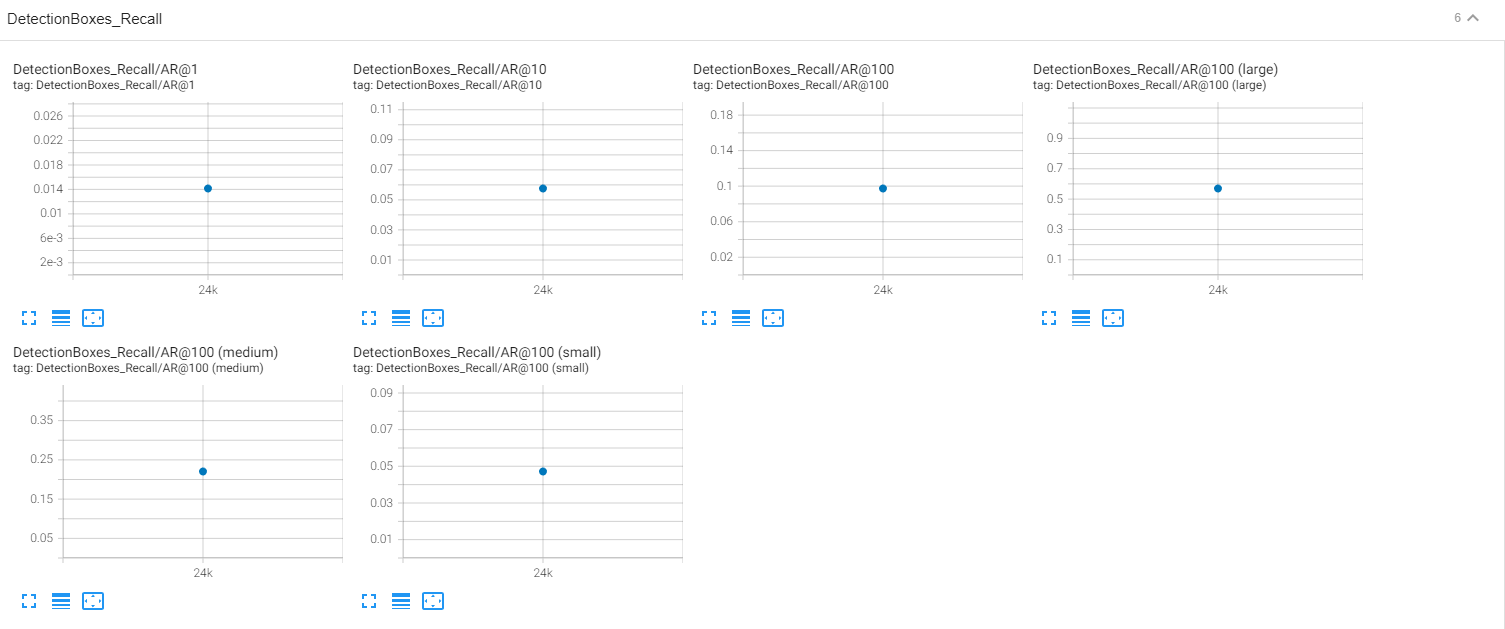 DetectionBoxes_Recall
6
DetectionBoxes_Recall/AR@1
tag: DetectionBoxes_Recall/AR@1
0.026
0.022
0.018
0.014
0.01
6e-3
2e-3
24k
DetectionBoxes_Recall/AR@10
tag: DetectionBoxes_Recall/AR@10
0.11
0.09
0.07
0.05
0.03
0.01
24k
DetectionBoxes_Recall/AR@100
tag: DetectionBoxes_Recall/AR@100
0.18
0.14
0.1
0.06
0.02
24k
DetectionBoxes_Recall/AR@100 (large)
tag: DetectionBoxes_Recall/AR@100 (large)
0.9
0.7
0.5
0.3
0.1
24k
DetectionBoxes_Recall/AR@100 (medium)
tag: DetectionBoxes_Recall/AR@100 (medium)
0.35
0.25
0.15
0.05
24k
DetectionBoxes_Recall/AR@100 (small)
tag: DetectionBoxes_Recall/AR@100 (small)
0.09
0.07
0.05
0.03
0.01
24k